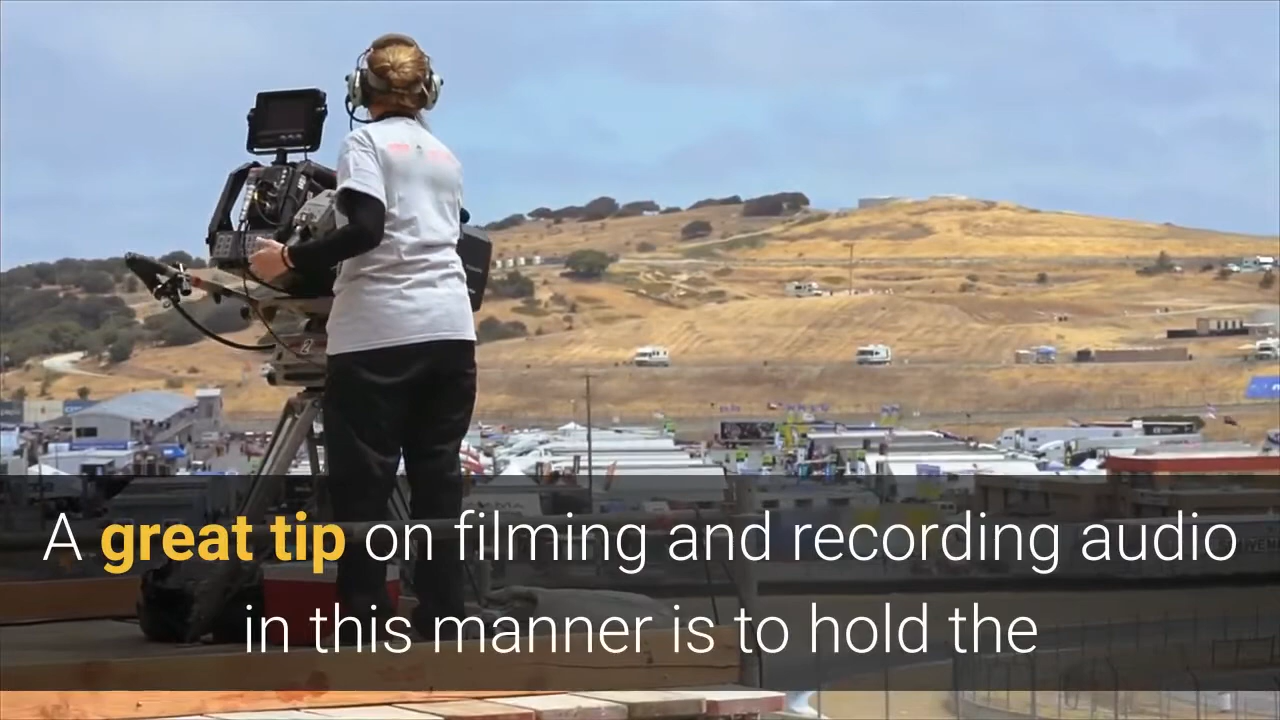 A great tip on filming and recording audio
in this manner is to hold the